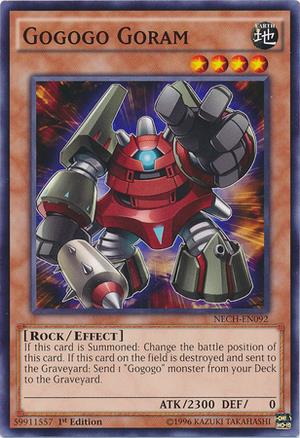 GOGOGO GORAM
EARTH
地
NECH-EN092
[ROCK/EFFECT]
If this card is Summoned: Change the battle position of
this card. If this card on the field is destroyed and sent to
the Graveyard: Send 1 "Gogogo" monster from your Deck
to the Graveyard.
ATK/2300 DEF/ 0
59911557 1st Edition ©1996 KAZUKI TAKAHASHI